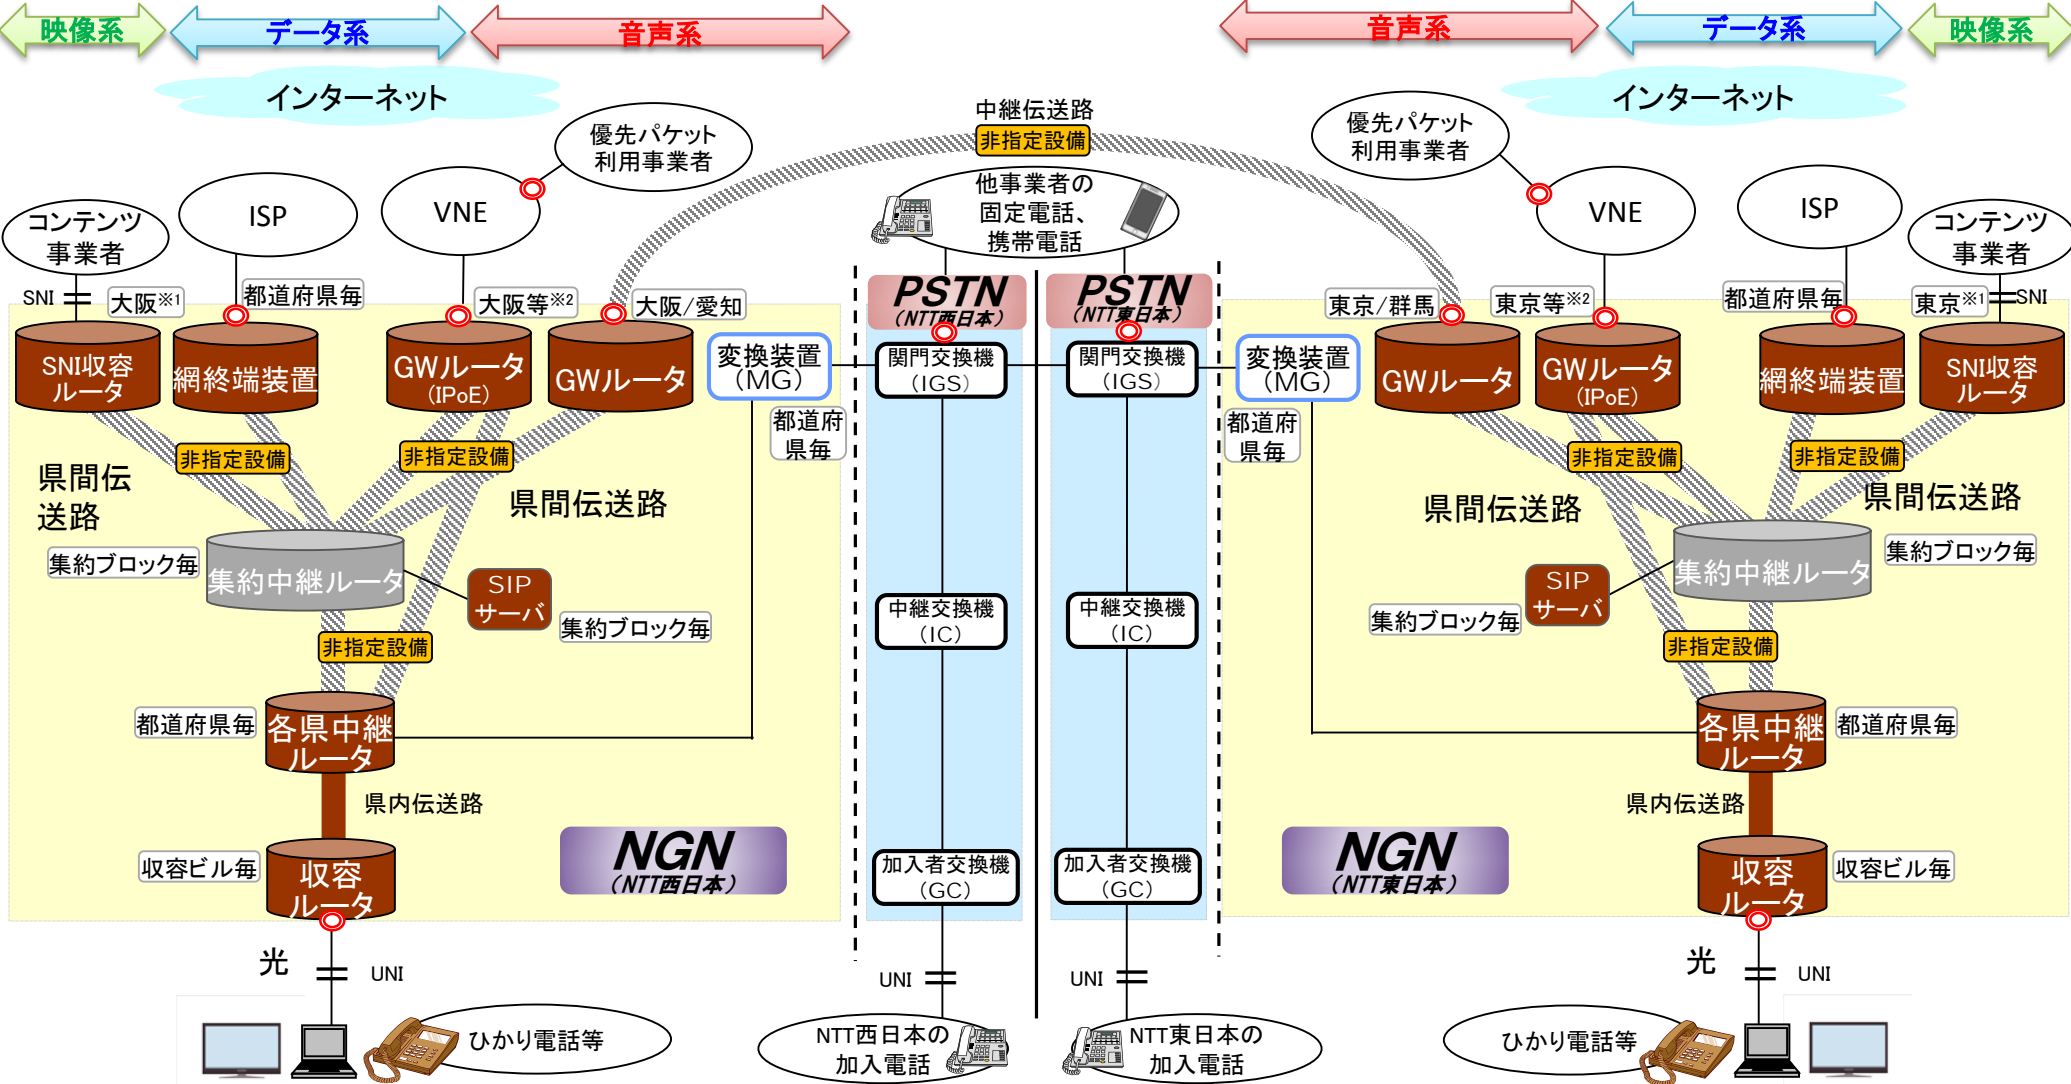 映像系
データ系
音声系
音声系
データ系
映像系
インターネット
インターネット
中継伝送路
非指定設備
優先パケット
利用事業者
優先パケット
利用事業者
コンテンツ
事業者
ISP
VNE
他事業者の
固定電話、
携帯電話
VNE
ISP
コンテンツ
事業者
SNI
大阪※1
都道府県毎
大阪等※2
大阪/愛知
PSTN
(NTT西日本)
PSTN
(NTT東日本)
東京/群馬
東京等※2
都道府県毎
東京※1
SNI
SNI収容
ルータ
網終端装置
GWルータ
(IPoE)
GWルータ
変換装置
(MG)
都道府
県毎
関門交換機
(IGS)
関門交換機
(IGS)
変換装置
(MG)
都道府
県毎
GWルータ
GWルータ
(IPoE)
網終端装置
SNI収容
ルータ
非指定設備
非指定設備
非指定設備
非指定設備
県間伝
送路
県間伝送路
県間伝送路
県間伝送路
集約ブロック毎
集約中継ルータ
SIP
サーバ
集約ブロック毎
中継交換機
(IC)
中継交換機
(IC)
集約ブロック毎
SIP
サーバ
集約中継ルータ
集約ブロック毎
非指定設備
非指定設備
都道府県毎
各県中継
ルータ
各県中継
ルータ
都道府県毎
県内伝送路
県内伝送路
収容ビル毎
収容
ルータ
NGN
(NTT西日本)
加入者交換機
(GC)
加入者交換機
(GC)
NGN
(NTT東日本)
収容
ルータ
収容ビル毎
光
UNI
UNI
UNI
光
UNI
ひかり電話等
NTT西日本の
加入電話
NTT東日本の
加入電話
ひかり電話等